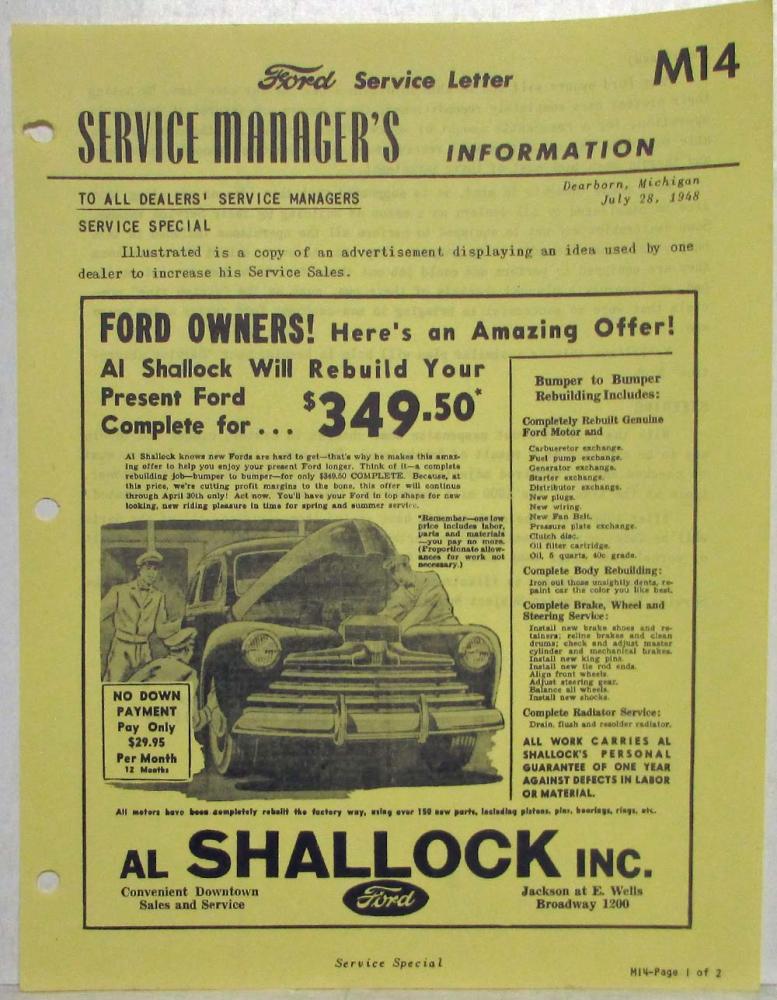 Ford Service Letter
M14
SERVICE MANAGER'S INFORMATION
TO ALL DEALERS' SERVICE MANAGERS
Dearborn, Michigan
July 28, 1948
SERVICE SPECIAL
Illustrated is a copy of an advertisement displaying an idea used by one
dealer to increase his Service Sales.
FORD OWNERS! Here's an Amazing Offer!
Al Shallock Will Rebuild Your
Present Ford
Complete for... $349.50*
Al Shallock knows new Fords are hard to get—that's why he makes this amaz-
ing offer to help you enjoy your present Ford longer. Think of it—a complete
rebuilding job—bumper to bumper—for only $349.50 COMPLETE. Because, at
this price, we're cutting profit margins to the bone, this offer will continue
through April 30th only! Act now. You'll have your Ford in top shape for new
looking, new riding pleasure in time for spring and summer service.
*Remember—one low
price includes labor,
parts and materials
—you pay no more.
(Proportionate allow-
ances for work not
necessary.)
NO DOWN
PAYMENT
Pay Only
$29.95
Per Month
12 Months
Bumper to Bumper
Rebuilding Includes:
Completely Rebuilt Genuine
Ford Motor and
Carbueretor exchange.
Fuel pump exchange.
Generator exchange.
Starter exchange.
Distributor exchange.
New plugs.
New wiring.
New Fan Belt.
Pressure plate exchange.
Clutch disc.
Oil filter cartridge.
Oil, 5 quarts, 40c grade.
Complete Body Rebuilding:
Iron out those unsightly dents, re-
paint car the color you like best.
Complete Brake, Wheel and
Steering Service:
Install new brake shoes and re-
tainers; reline brakes and clean
drums; check and adjust master
cylinder and mechanical brakes.
Install new king pins.
Install new tie rod ends.
Align front wheels.
Adjust steering gear.
Balance all wheels.
Install new shocks.
Complete Radiator Service:
Drain, flush and resolder radiator.
ALL WORK CARRIES AL
SHALLOCK'S PERSONAL
GUARANTEE OF ONE YEAR
AGAINST DEFECTS IN LABOR
OR MATERIAL.
All motors have been completely rebuilt the factory way, using over 150 new parts, including pistons, pins, bearings, rings, etc.
AL SHALLOCK INC.
Convenient Downtown
Sales and Service
Ford
Jackson at E. Wells
Broadway 1200
Service Special
M14-Page 1 of 2